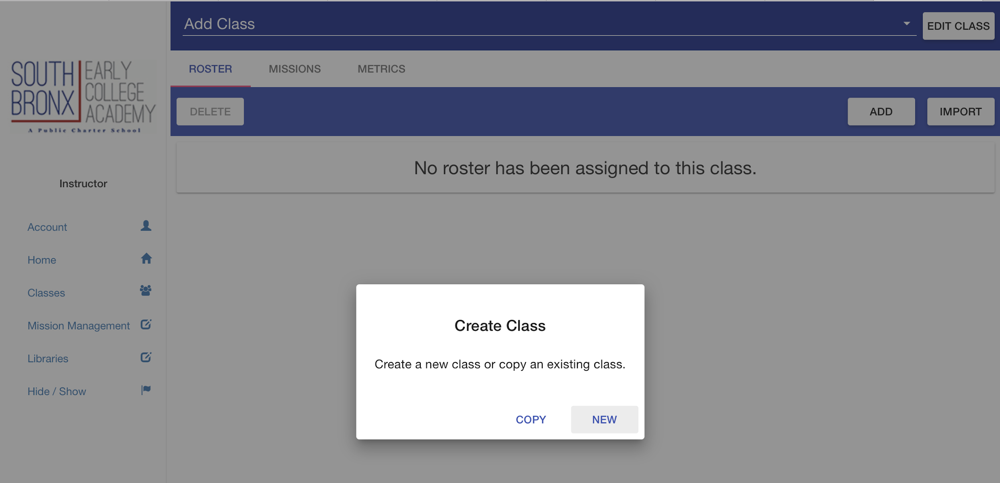 Add Class
EDIT CLASS
SOUTH BRONX
EARLY COLLEGE ACADEMY
A Public Charter School
ROSTER
MISSIONS
METRICS
DELETE
ADD
IMPORT
No roster has been assigned to this class.
Instructor
Account
Home
Classes
Mission Management
Libraries
Hide / Show
Create Class
Create a new class or copy an existing class.
COPY
NEW